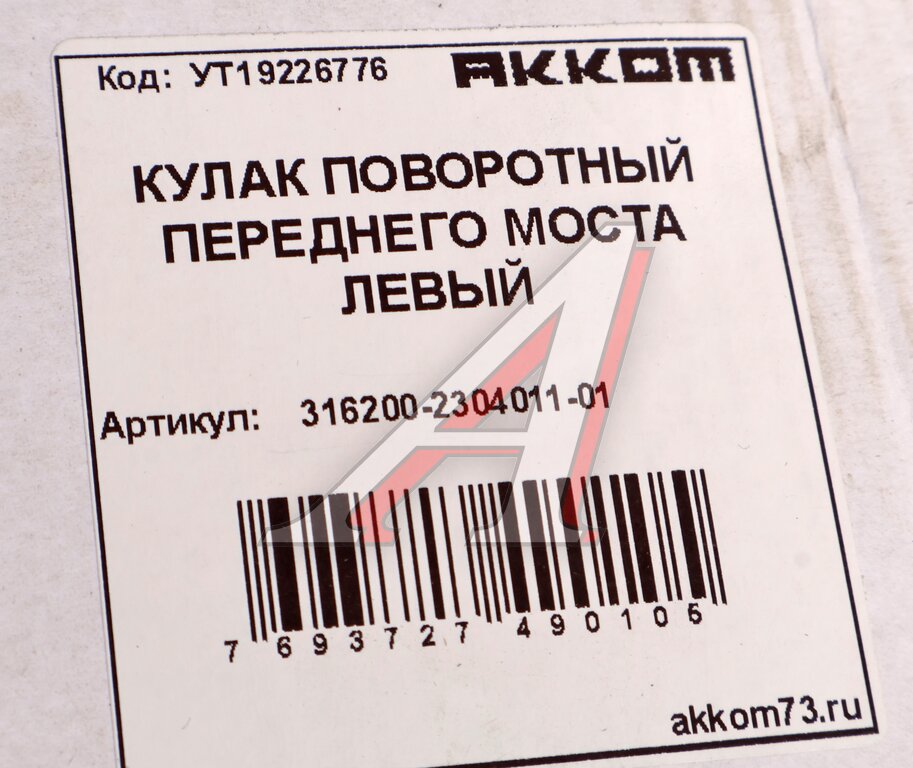 Код: УТ19226776
АККОМ
КУЛАК ПОВОРОТНЫЙ
ПЕРЕДНЕГО МОСТА
ЛЕВЫЙ
Артикул: 316200-2304011-01
7 693727 490105
akkom73.ru